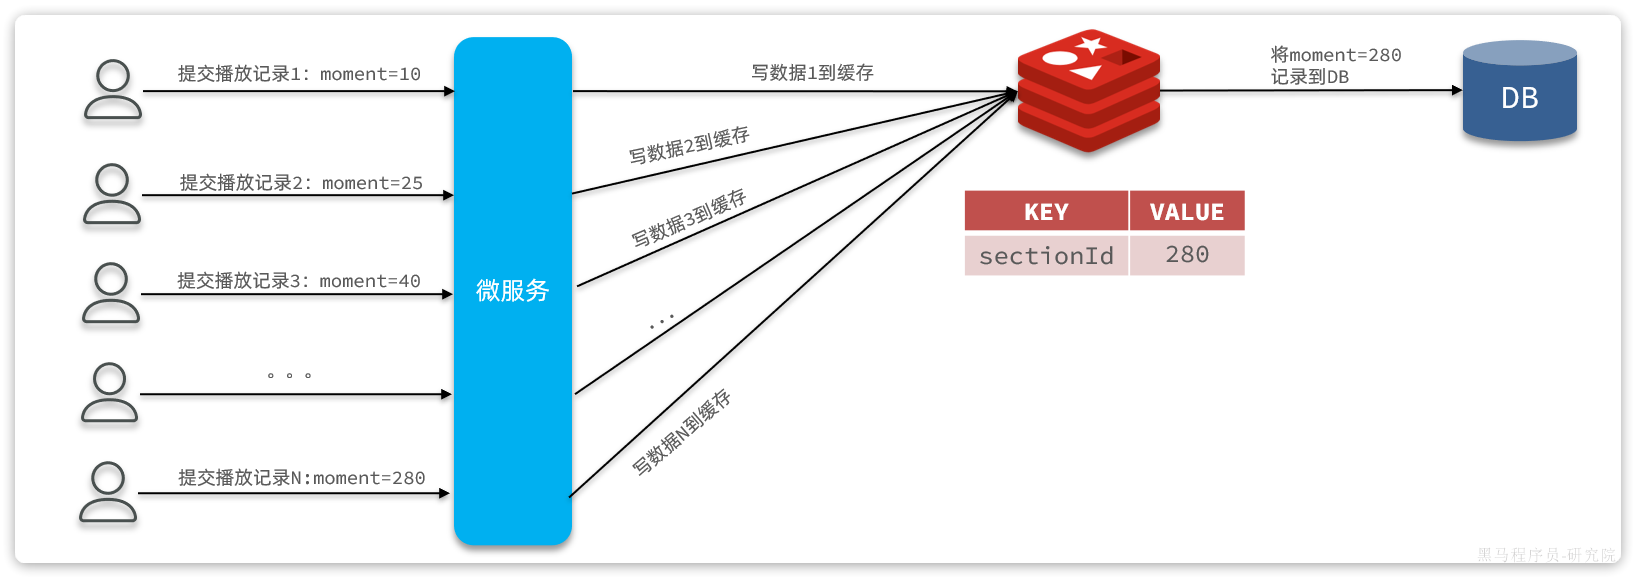 提交播放记录1：moment=10
写数据1到缓存
将moment=280
记录到DB
DB
提交播放记录2：moment=25
写数据2到缓存
提交播放记录3：moment=40
写数据3到缓存
KEY
VALUE
sectionId
280
微服务
。。。
...
提交播放记录N:moment=280
写数据N到缓存
黑马程序员-研究院